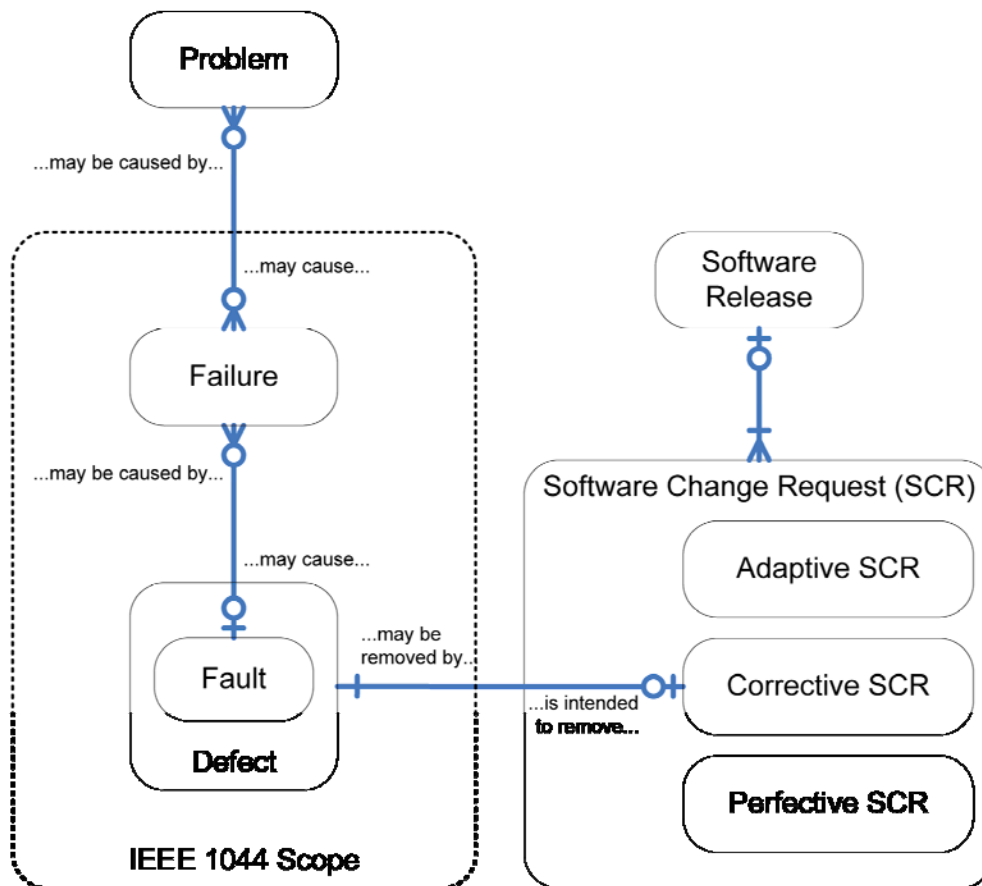 Problem
...may be caused by...
...may cause...
Failure
...may be caused by...
...may cause...
Fault
Defect
...may be
removed by...
IEEE 1044 Scope
Software
Release
Software Change Request (SCR)
Adaptive SCR
Corrective SCR
...is intended
to remove...
Perfective SCR